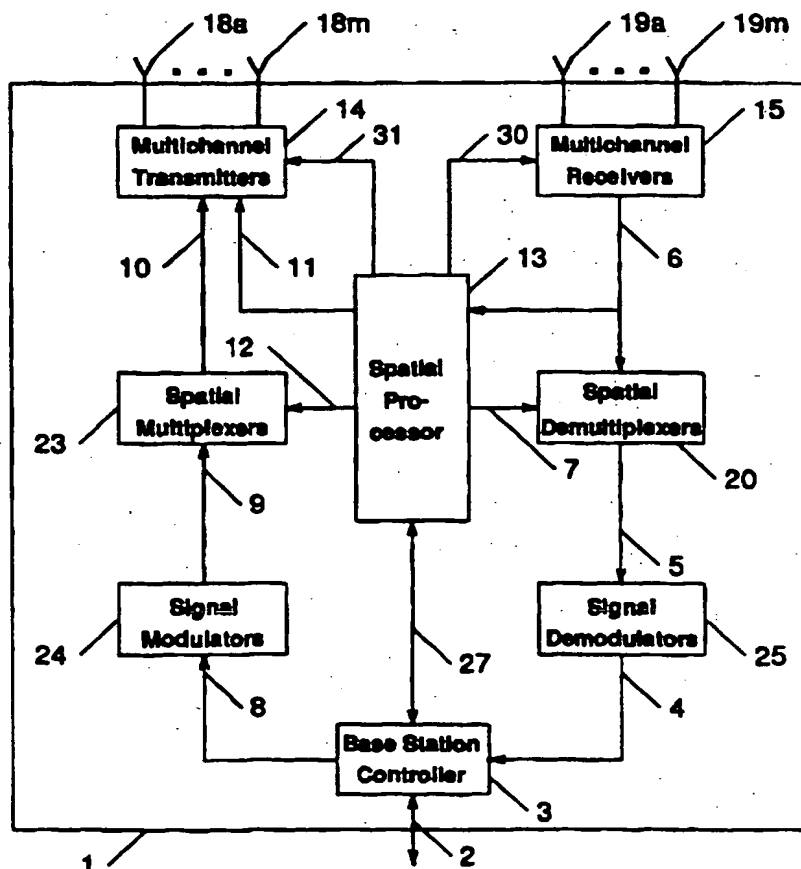 18a 18m 19a 19m
14 31 30 15
Multichannel
Transmitters
Multichannel
Receivers
10 11 13 6
12
Spatial
Multiplexers
Spatial
Pro-
cessor
Spatial
Demultiplexers
23 7 20
9 5
Signal
Modulators
Signal
Demodulators
24 27 25
8 4
Base Station
Controller
3
1 2